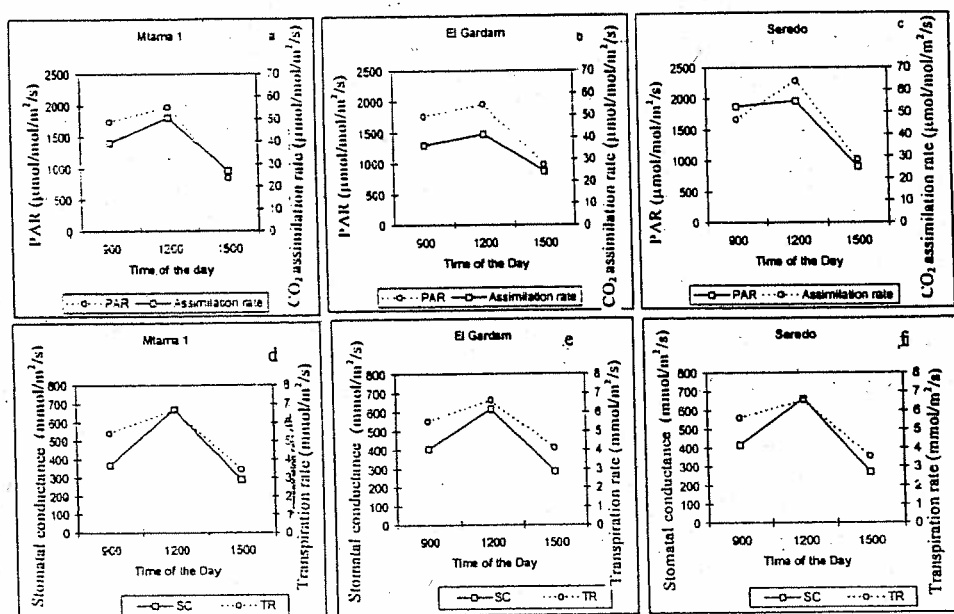 Mtama 1 a
PAR (µmol/mol/m²/s)
2500
2000
1500
1000
500
0
70
60
50
40
30
20
10
0
CO₂ assimilation rate (µmol/mol/m²/s)
900 1200 1500
Time of the day
PAR Assimilation rate
El Gardam b
PAR (µmol/mol/m²/s)
2500
2000
1500
1000
500
0
70
60
50
40
30
20
10
0
CO₂ assimilation rate (µmol/mol/m²/s)
900 1200 1500
Time of the Day
PAR Assimilation rate
Seredo c
PAR (µmol/mol/m²/s)
2500
2000
1500
1000
500
0
70
60
50
40
30
20
10
0
CO₂ assimilation rate (µmol/mol/m²/s)
900 1200 1500
Time of the Day
PAR Assimilation rate
Mtama 1 d
Stomatal conductance (mmol/m²/s)
800
700
600
500
400
300
200
100
0
8
7
6
5
4
3
2
1
0
Transpiration rate (mmol/m²/s)
900 1200 1500
Time of the Day
SC TR
El Gardam e
Stomatal conductance (mmol/m²/s)
800
700
600
500
400
300
200
100
0
8
7
6
5
4
3
2
1
0
Transpiration rate (mmol/m²/s)
900 1200 1500
Time of the Day
SC TR
Seredo
Stomatal conductance (mmol/m²/s)
800
700
600
500
400
300
200
100
0
8
7
6
5
4
3
2
1
0
Transpiration rate (mmol/m²/s)
900 1200 1500
Time of the Day
SC TR